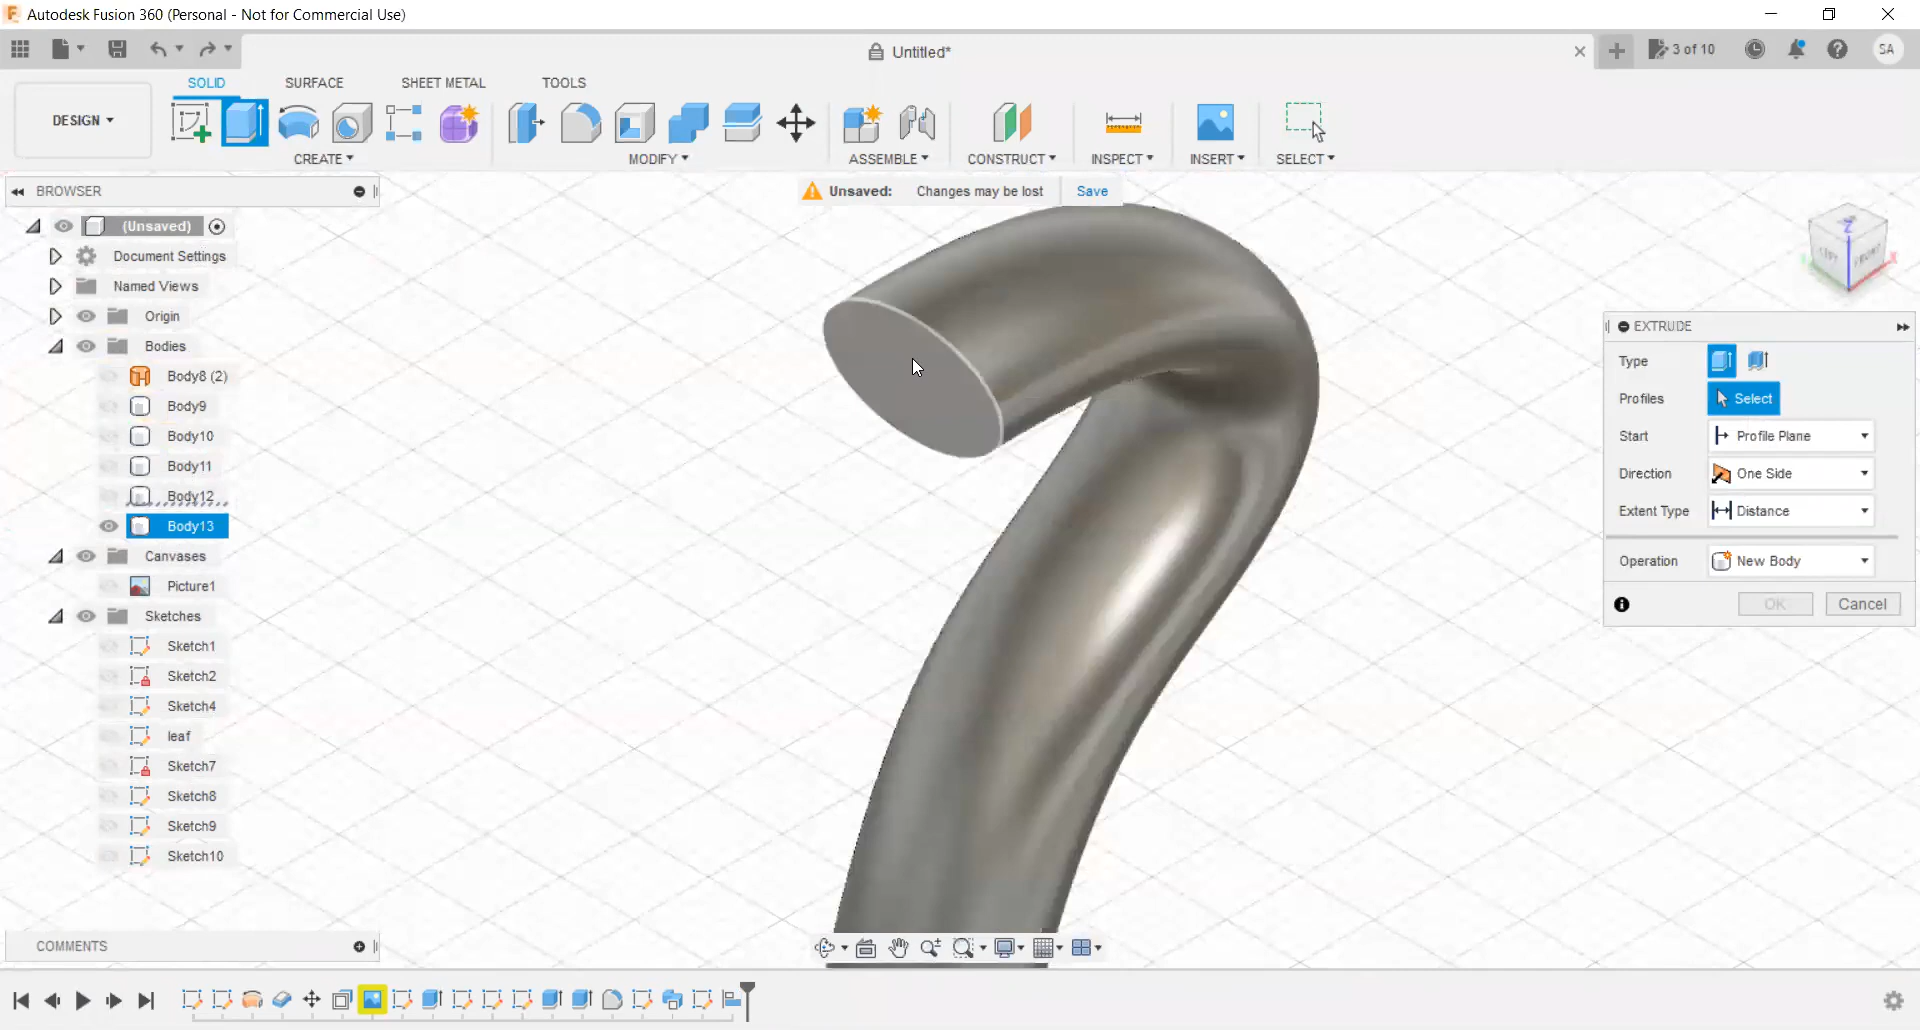 Autodesk Fusion 360 (Personal - Not for Commercial Use)
Untitled*
3 of 10
SA
SOLID
SURFACE
SHEET METAL
TOOLS
DESIGN
CREATE
MODIFY
ASSEMBLE
CONSTRUCT
INSPECT
INSERT
SELECT
BROWSER
Unsaved: Changes may be lost
Save
(Unsaved)
Document Settings
Named Views
Origin
Bodies
Body8 (2)
Body9
Body10
Body11
Body12
Body13
Canvases
Picture1
Sketches
Sketch1
Sketch2
Sketch4
leaf
Sketch7
Sketch8
Sketch9
Sketch10
COMMENTS
Z
LEFT
FRONT
X
EXTRUDE
Type
Profiles Select
Start Profile Plane
Direction One Side
Extent Type Distance
Operation New Body
OK Cancel